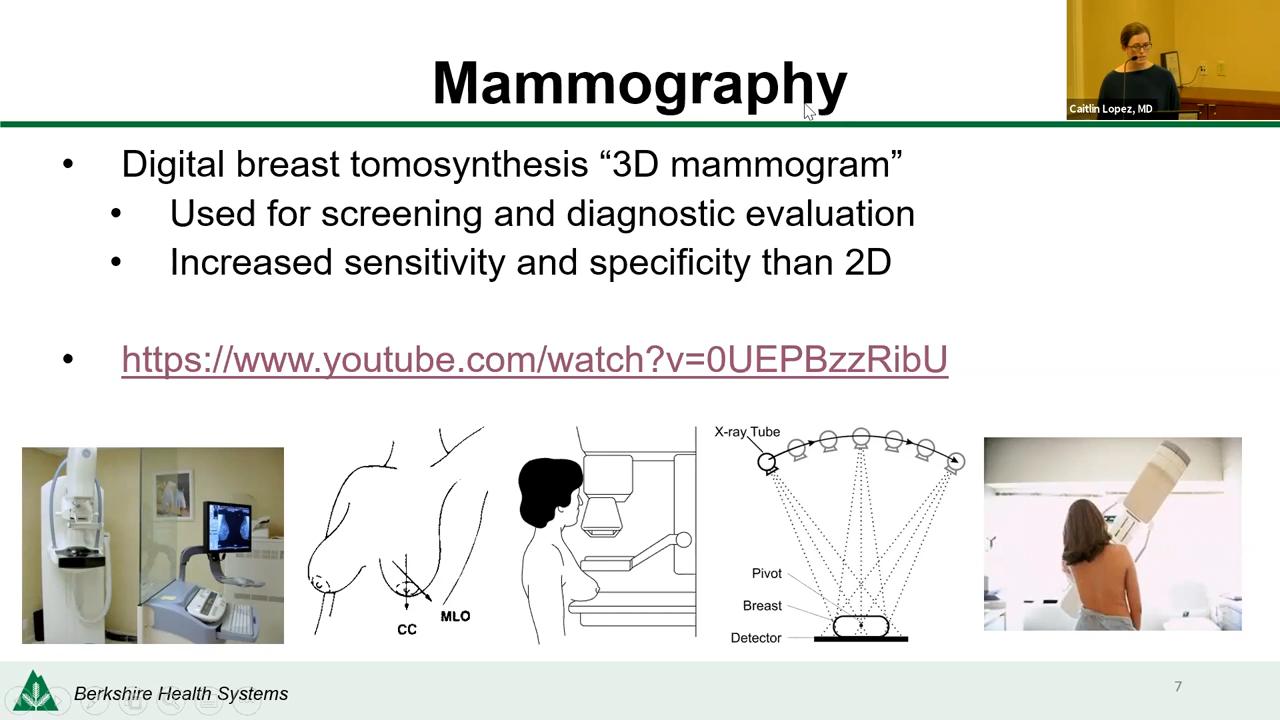 Mammography
Caitlin Lopez, MD
• Digital breast tomosynthesis “3D mammogram”
• Used for screening and diagnostic evaluation
• Increased sensitivity and specificity than 2D
• https://www.youtube.com/watch?v=0UEPBzzRibU
CC
MLO
X-ray Tube
Pivot
Breast
Detector
Berkshire Health Systems
7